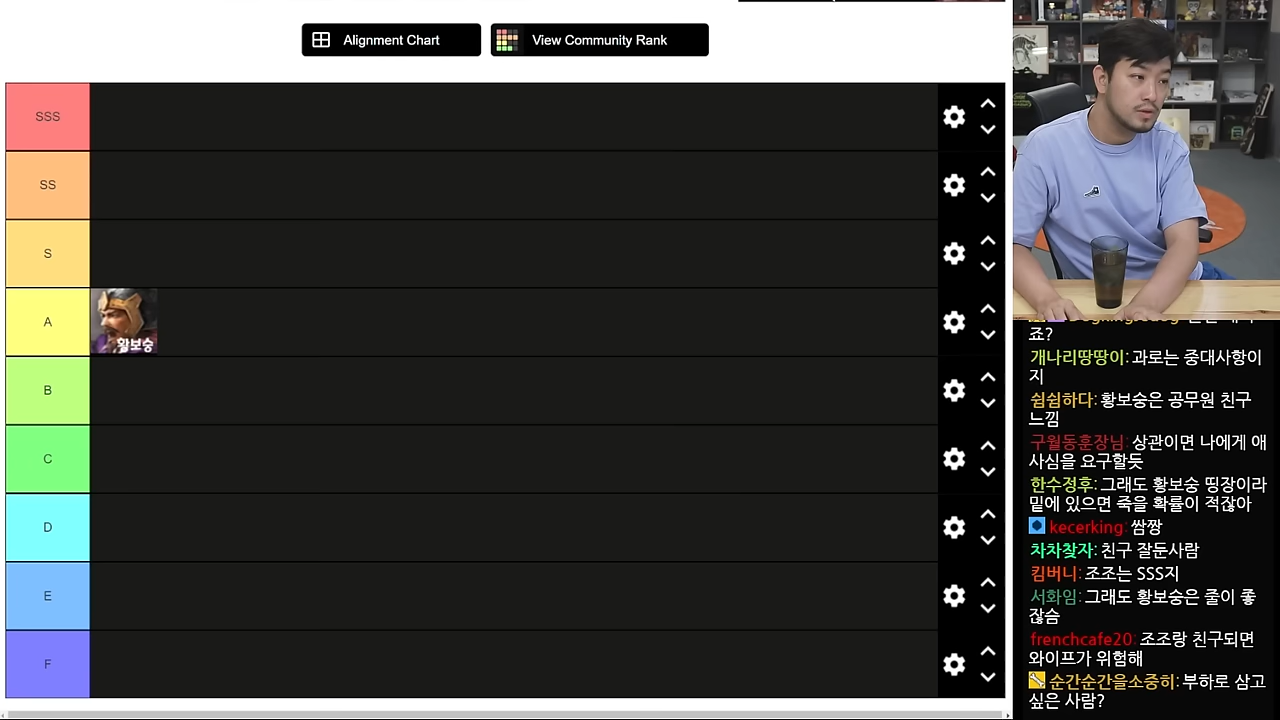 Alignment Chart
View Community Rank
SSS
SS
S
A
황보숭
B
C
D
E
F
죠?
개나리땅땅이: 과로는 중대사항이
지
쉼쉼하다: 황보숭은 공무원 친구
느낌
구월동훈장님: 상관이면 나에게 애
사심을 요구할듯
한수정후: 그래도 황보숭 띵장이라
밑에 있으면 죽을 확률이 적잖아
kecerking: 쌈짱
차차찾자: 친구 잘둔사람
킴버니: 조조는 SSS지
서화임: 그래도 황보숭은 줄이 좋
잖슴
frenchcafe20: 조조랑 친구되면
와이프가 위험해
순간순간을소중히: 부하로 삼고
싶은 사람?